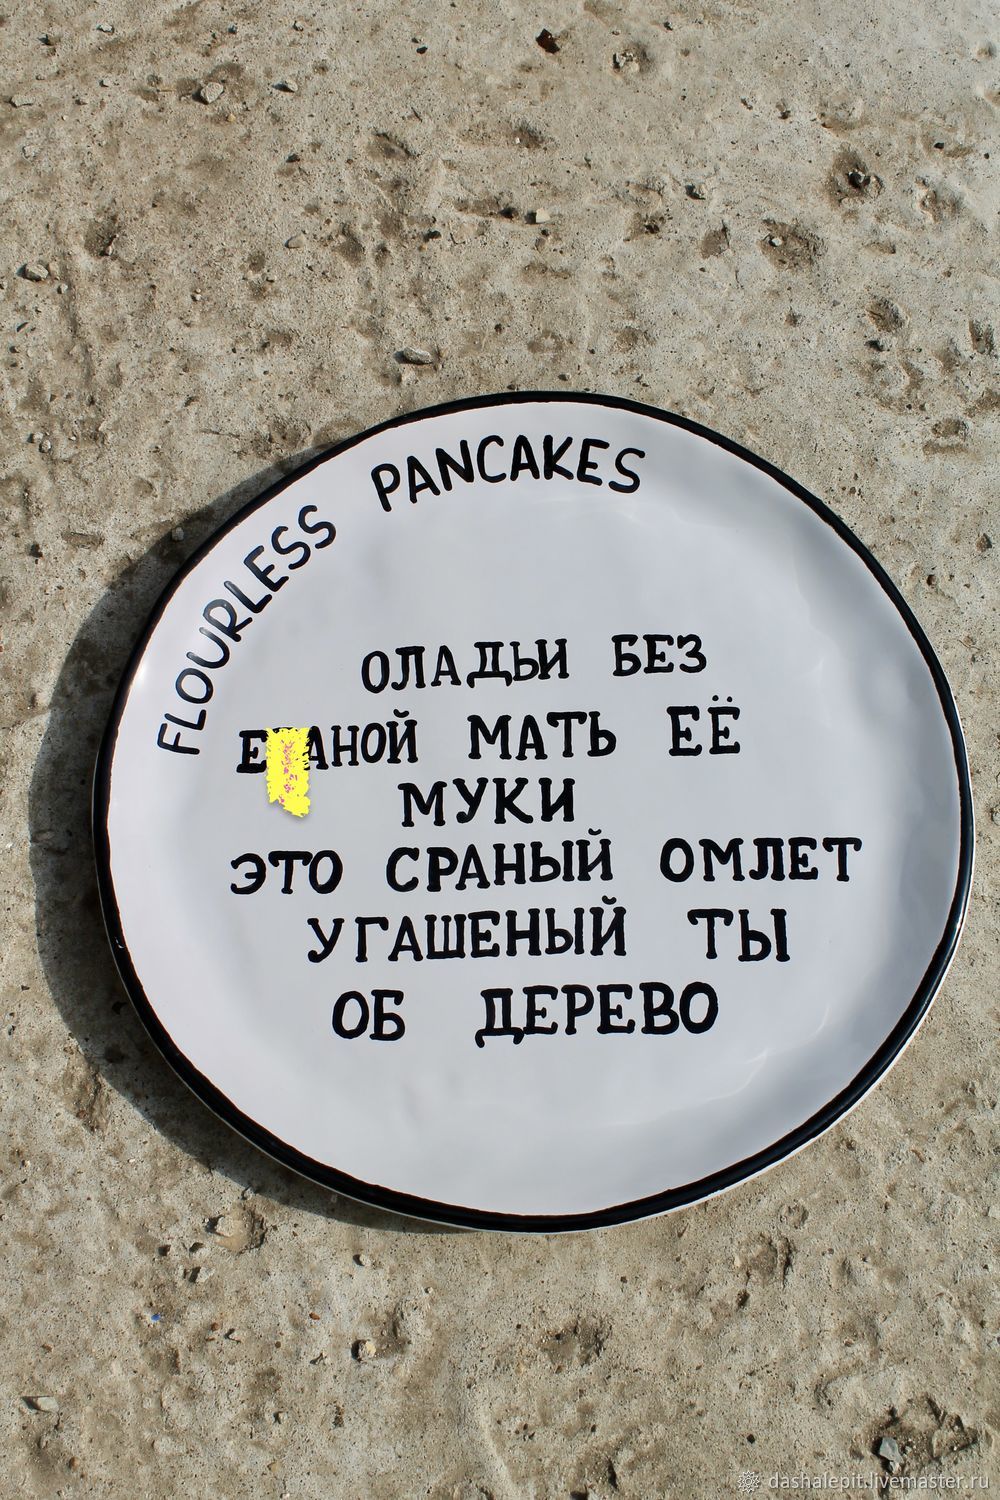 FLOURLESS PANCAKES
ОЛАДЬИ БЕЗ
МАТЬ ЕЁ
МУКИ
ЭТО СРАНЫЙ ОМЛЕТ
УГАШЕНЫЙ ТЫ
ОБ ДЕРЕВО
dashalepit.livemaster.ru